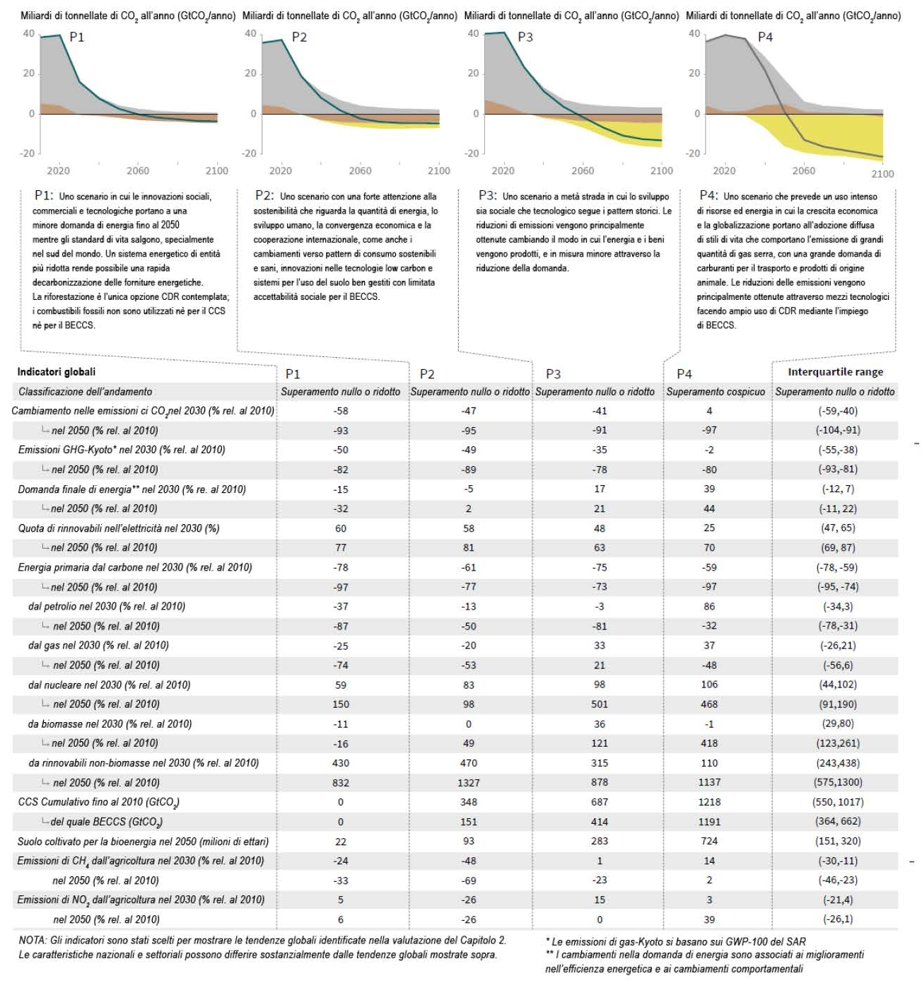 Miliardi di tonnellate di CO2 all'anno (GtCO2/anno) Miliardi di tonnellate di CO2 all'anno (GtCO2/anno) Miliardi di tonnellate di CO2 all'anno (GtCO2/anno) Miliardi di tonnellate di CO2 all'anno (GtCO2/anno)
40 P1 40 P2 40 P3 40 P4
20 20 20 20
0 0 0 0
-20 -20 -20 -20
2020 2060 2100 2020 2060 2100 2020 2060 2100 2020 2060 2100
P1: Uno scenario in cui le innovazioni sociali,
commerciali e tecnologiche portano a una
minore domanda di energia fino al 2050
mentre gli standard di vita salgono, specialmente
nel sud del mondo. Un sistema energetico di entità
più ridotta rende possibile una rapida
decarbonizzazione delle forniture energetiche.
La riforestazione è l'unica opzione CDR contemplata;
i combustibili fossili non sono utilizzati nè per il CCS
nè per il BECCS.
P2: Uno scenario con una forte attenzione alla
sostenibilità che riguarda la quantità di energia, lo
sviluppo umano, la convergenza economica e la
cooperazione internazionale, come anche i
cambiamenti verso pattern di consumo sostenibili
e sani, innovazioni nelle tecnologie low carbon e
sistemi per l'uso del suolo ben gestiti con limitata
accettabilità sociale per il BECCS.
P3: Uno scenario a metà strada in cui lo sviluppo
sia sociale che tecnologico segue i pattern storici. Le
riduzioni di emissioni vengono principalmente
ottenute cambiando il modo in cui l'energia e i beni
vengono prodotti, e in misura minore attraverso la
riduzione della domanda.
P4: Uno scenario che prevede un uso intenso
di risorse ed energia in cui la crescita economica
e la globalizzazione portano all'adozione diffusa
di stili di vita che comportano l'emissione di grandi
quantità di gas serra, con una grande domanda di
carburanti per il trasporto e prodotti di origine
animale. Le riduzioni delle emissioni vengono
principalmente ottenute attraverso mezzi tecnologici
facendo ampio uso di CDR mediante l'impiego
di BECCS.
Indicatori globali P1 P2 P3 P4 Interquartile range
Classificazione dell'andamento Superamento nullo o ridotto Superamento nullo o ridotto Superamento nullo o ridotto Superamento cospicuo Superamento nullo o ridotto
Cambiamento nelle emissioni ci CO2nel 2030 (% rel. al 2010) -58 -47 -41 4 (-59,-40)
nel 2050 (% rel. al 2010) -93 -95 -91 -97 (-104,-91)
Emissioni GHG-Kyoto* nel 2030 (% rel. al 2010) -50 -49 -35 -2 (-55,-38)
nel 2050 (% rel. al 2010) -82 -89 -78 -80 (-93,-81)
Domanda finale di energia** nel 2030 (% re. al 2010) -15 -5 17 39 (-12, 7)
nel 2050 (% rel. al 2010) -32 2 21 44 (-11, 22)
Quota di rinnovabili nell'elettricità nel 2030 (%) 60 58 48 25 (47, 65)
nel 2050 (% rel. al 2010) 77 81 63 70 (69, 87)
Energia primaria dal carbone nel 2030 (% rel. al 2010) -78 -61 -75 -59 (-78, -59)
nel 2050 (% rel. al 2010) -97 -77 -73 -97 (-95, -74)
dal petrolio nel 2030 (% rel. al 2010) -37 -13 -3 86 (-34,3)
nel 2050 (% rel. al 2010) -87 -50 -81 -32 (-78,-31)
dal gas nel 2030 (% rel. al 2010) -25 -20 33 37 (-26,21)
nel 2050 (% rel. al 2010) -74 -53 21 -48 (-56,6)
dal nucleare nel 2030 (% rel. al 2010) 59 83 98 106 (44,102)
nel 2050 (% rel. al 2010) 150 98 501 468 (91,190)
da biomasse nel 2030 (% rel. al 2010) -11 0 36 -1 (29,80)
nel 2050 (% rel. al 2010) -16 49 121 418 (123,261)
da rinnovabili non-biomasse nel 2030 (% rel. al 2010) 430 470 315 110 (243,438)
nel 2050 (% rel. al 2010) 832 1327 878 1137 (575,1300)
CCS Cumulativo fino al 2010 (GtCO2) 0 348 687 1218 (550, 1017)
del quale BECCS (GtCO2) 0 151 414 1191 (364, 662)
Suolo coltivato per la bioenergia nel 2050 (milioni di ettari) 22 93 283 724 (151, 320)
Emissioni di CH4 dall'agricoltura nel 2030 (% rel. al 2010) -24 -48 1 14 (-30,-11)
nel 2050 (% rel. al 2010) -33 -69 -23 2 (-46,-23)
Emissioni di NO2 dall'agricoltura nel 2030 (% rel. al 2010) 5 -26 15 3 (-21,4)
nel 2050 (% rel. al 2010) 6 -26 0 39 (-26,1)
NOTA: Gli indicatori sono stati scelti per mostrare le tendenze globali identificate nella valutazione del Capitolo 2.
Le caratteristiche nazionali e settoriali possono differire sostanzialmente dalle tendenze globali mostrate sopra.
* Le emissioni di gas-Kyoto si basano sui GWP-100 del SAR
** I cambiamenti nella domanda di energia sono associati ai miglioramenti
nell'efficienza energetica e ai cambiamenti comportamentali